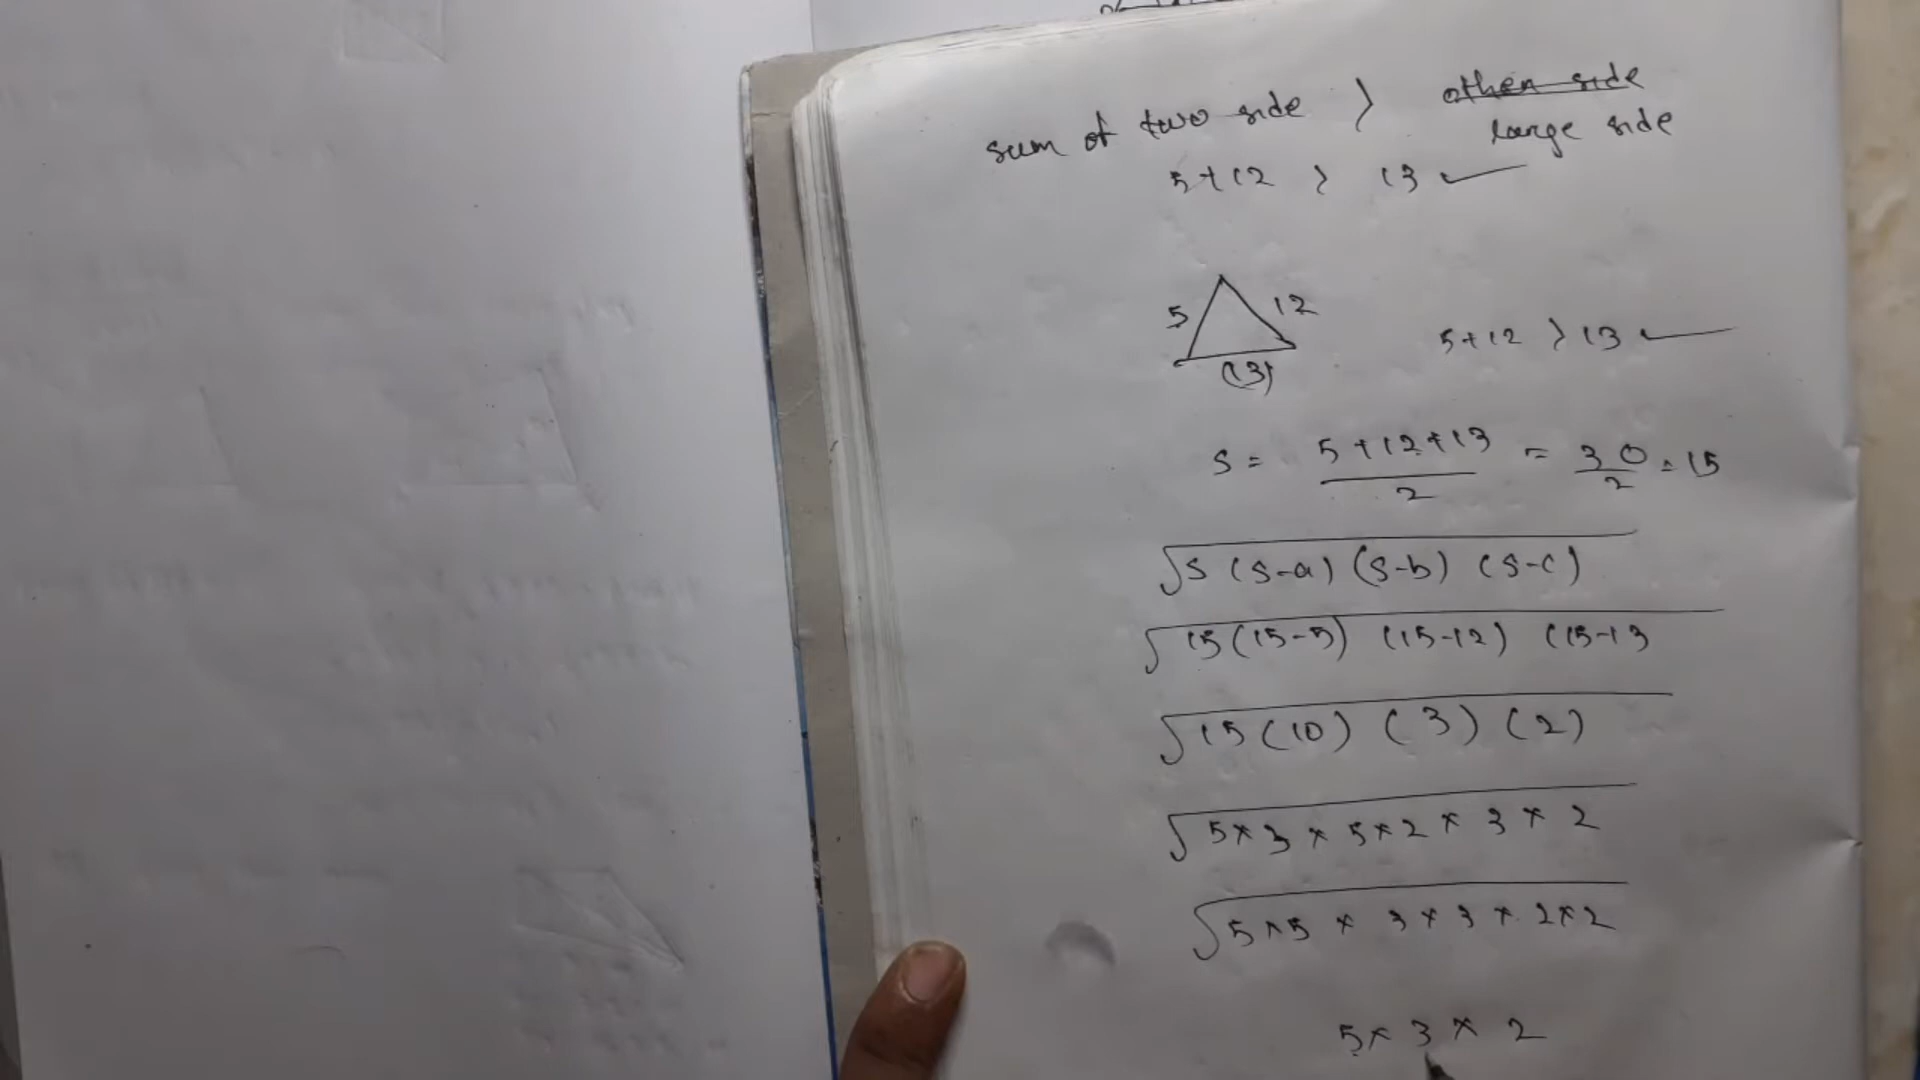 sum of two side > other side
large side
5+12 > 13 ✓
5 12
13
5+12 > 13 ✓
s = 5+12+13 / 2 = 30/2 = 15
√s (s-a) (s-b) (s-c)
√15(15-5) (15-12) (15-13
√15(10) (3) (2)
√5×3×5×2×3×2
√5×5×3×3×2×2
5×3×2